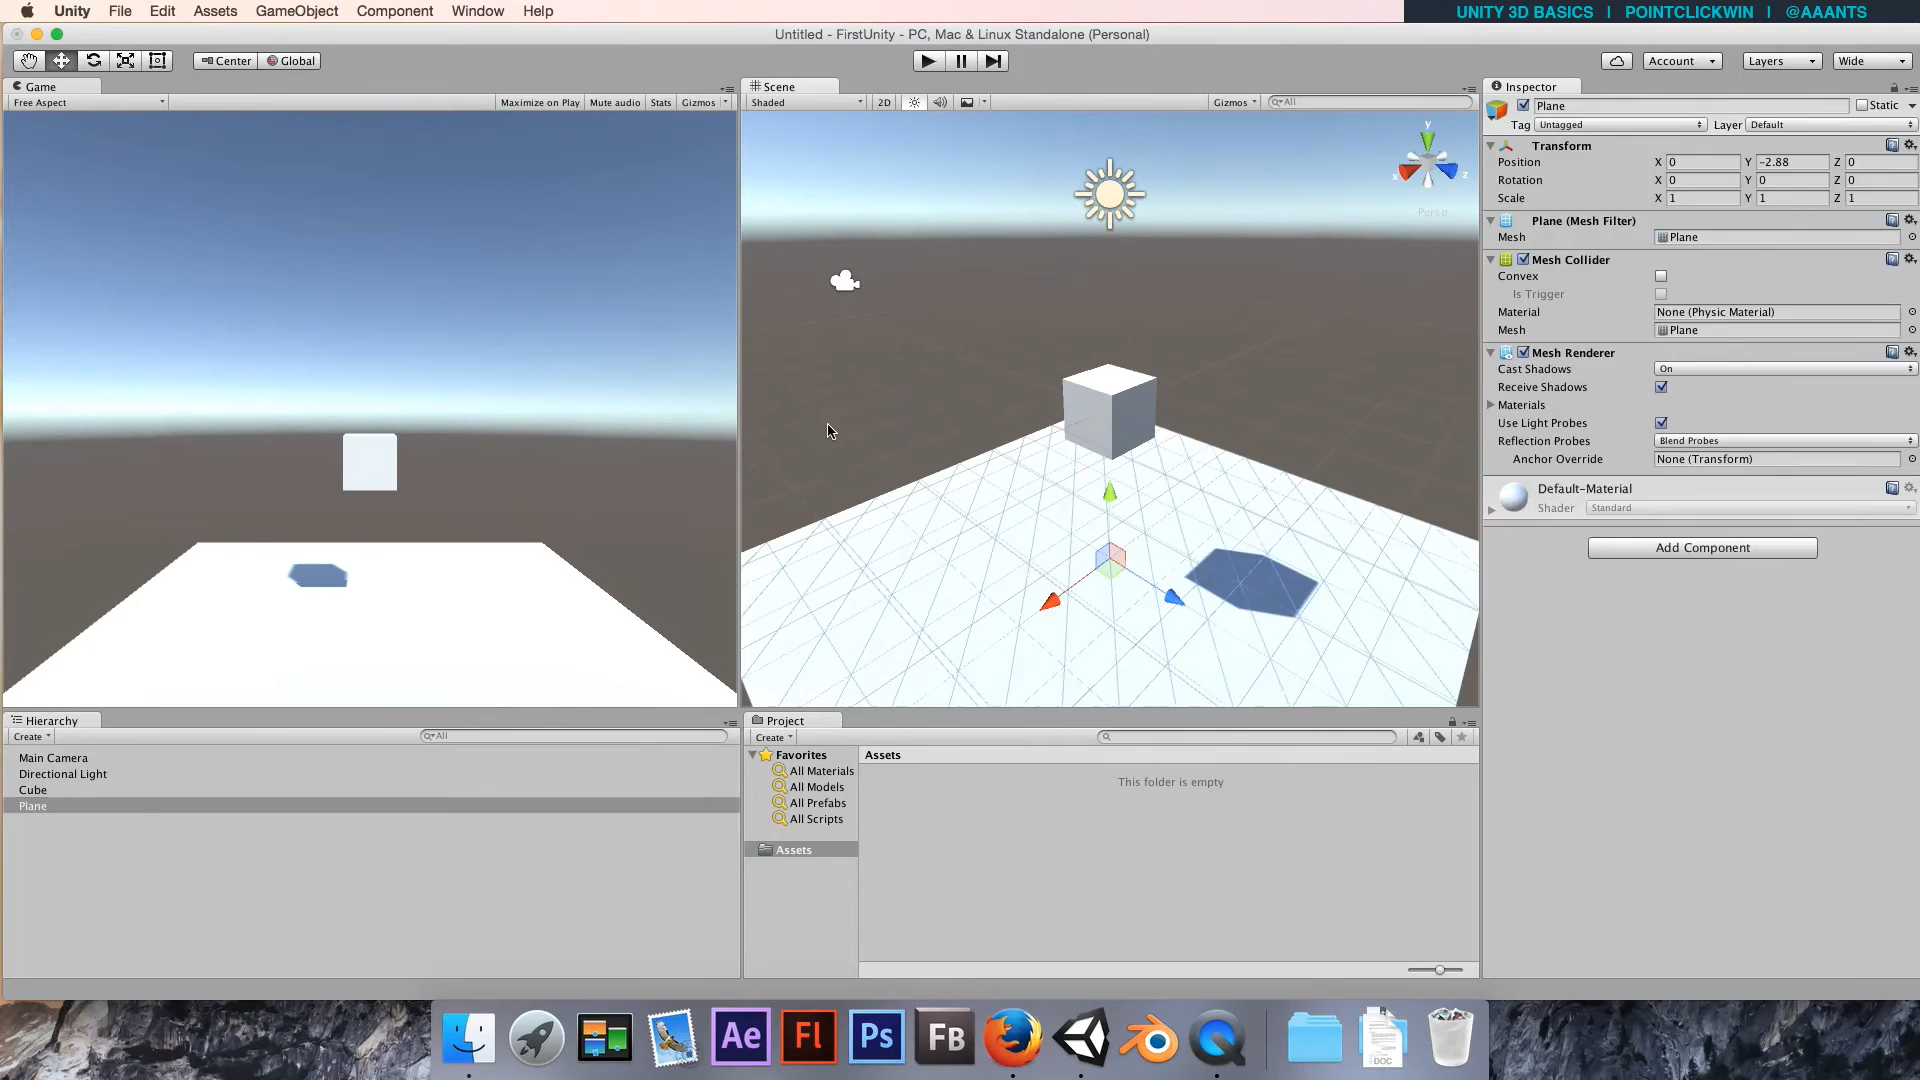 Unity File Edit Assets GameObject Component Window Help
UNITY 3D BASICS | POINTCLICKWIN | @AAANTS
Untitled - FirstUnity - PC, Mac & Linux Standalone (Personal)
Center Global
Account Layers Wide
Game
Free Aspect Maximize on Play Mute audio Stats Gizmos
Scene
Shaded 2D Gizmos All
y
x z
Persp
Inspector
Plane Static
Tag Untagged Layer Default
Transform
Position X 0 Y -2.88 Z 0
Rotation X 0 Y 0 Z 0
Scale X 1 Y 1 Z 1
Plane (Mesh Filter)
Mesh Plane
Mesh Collider
Convex
Is Trigger
Material None (Physic Material)
Mesh Plane
Mesh Renderer
Cast Shadows On
Receive Shadows
Materials
Use Light Probes
Reflection Probes Blend Probes
Anchor Override None (Transform)
Default-Material
Shader Standard
Add Component
Hierarchy
Create All
Main Camera
Directional Light
Cube
Plane
Project
Create
Favorites
All Materials
All Models
All Prefabs
All Scripts
Assets
Assets
This folder is empty
Ae Fl Ps FB
DOC